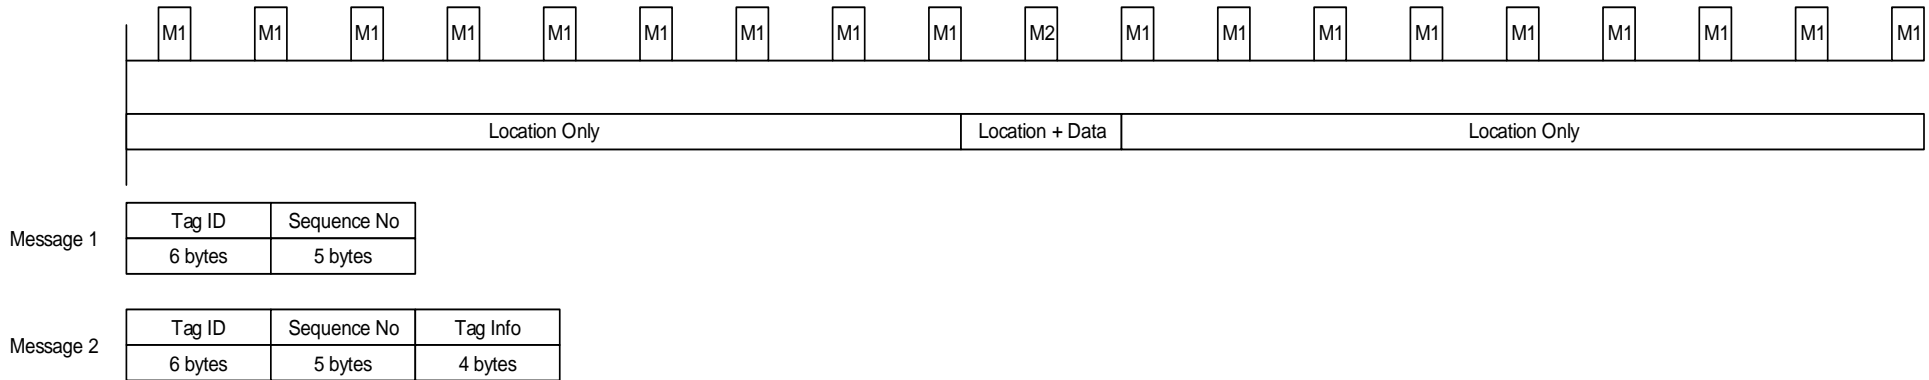 M1 M1 M1 M1 M1 M1 M1 M1 M1 M2 M1 M1 M1 M1 M1 M1 M1 M1 M1
Location Only Location + Data Location Only
Message 1
Tag ID Sequence No
6 bytes 5 bytes
Message 2
Tag ID Sequence No Tag Info
6 bytes 5 bytes 4 bytes